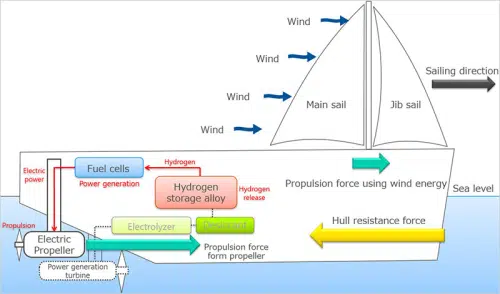 Wind
Wind
Wind
Wind
Main sail
Jib sail
Sailing direction
Electric
power
Fuel cells
Power generation
Hydrogen
Hydrogen
storage alloy
Hydrogen
release
Propulsion force using wind energy
Sea level
Propulsion
Electric
Propeller
Electrolyzer
Hull resistance force
Propulsion force
form propeller
Power generation
turbine